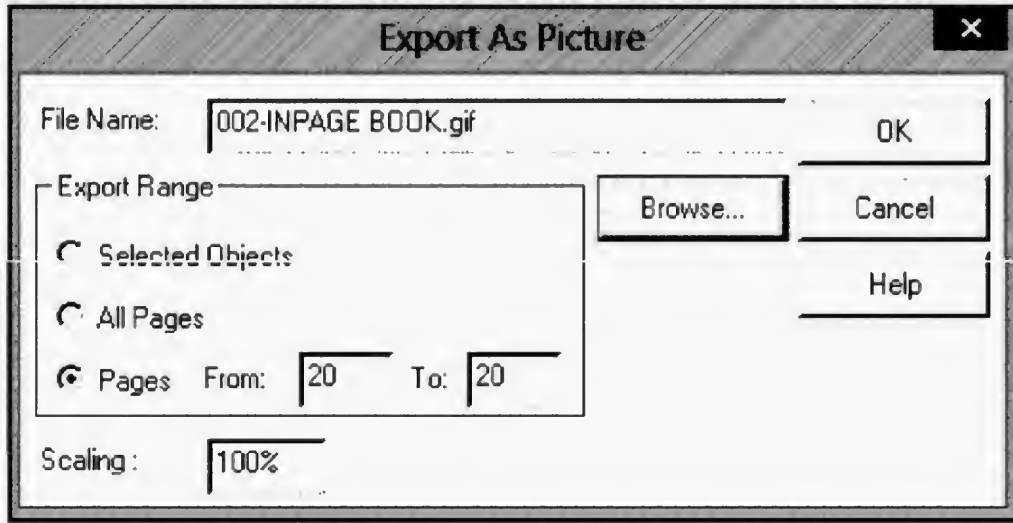 Export As Picture
File Name: 002-INPAGE BOOK.gif OK
Export Range Browse... Cancel
Selected Objects
Help
All Pages
Pages From: 20 To: 20
Scaling : 100%